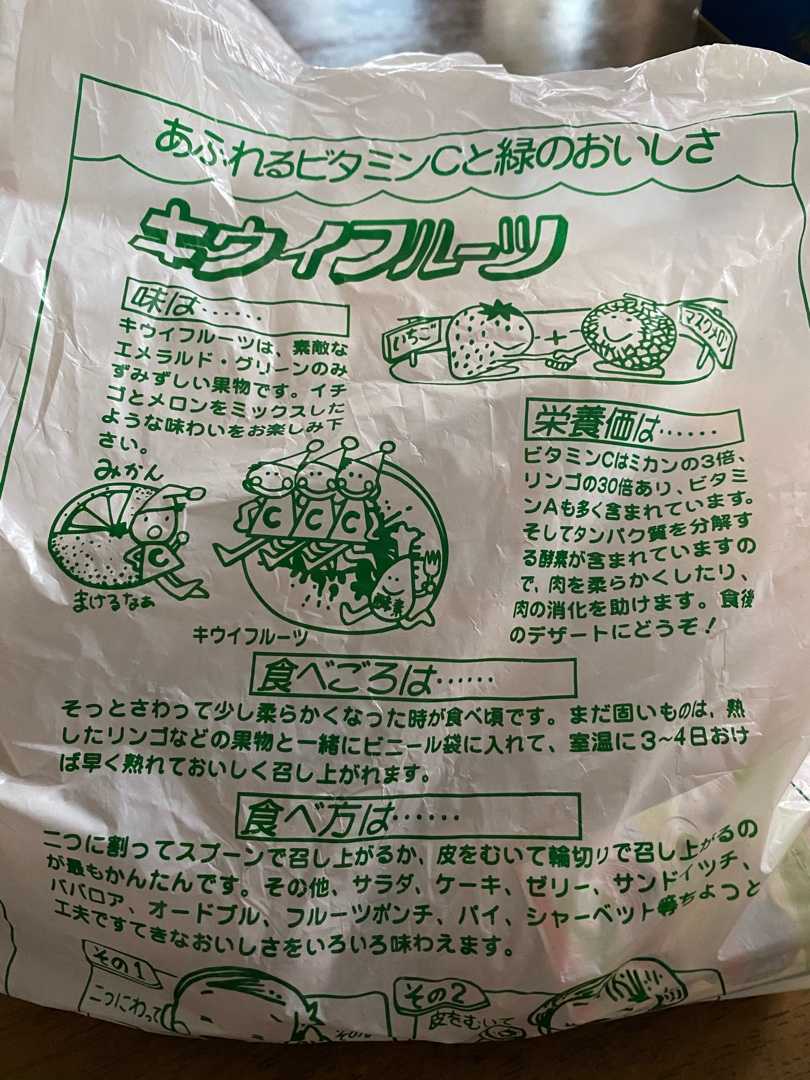 あふれるビタミンCと緑のおいしさ
キウイフルーツ
味は……
キウイフルーツは、素敵な
エメラルド・グリーンのみ
ずみずしい果物です。イチ
ゴとメロンをミックスした
ような味わいをお楽しみ下
さい。
いちご
+
マスクメロン
みかん
C
まけるなぁ
C C C
酵素
キウイフルーツ
栄養価は……
ビタミンCはミカンの3倍、
リンゴの30倍あり、ビタミ
ンAも多く含まれています。
そしてタンパク質を分解す
る酵素が含まれていますの
で、肉を柔らかくしたり、
肉の消化を助けます。食後
のデザートにどうぞ!
食べごろは……
そっとさわって少し柔らかくなった時が食べ頃です。まだ固いものは、熟
したリンゴなどの果物と一緒にビニール袋に入れて、室温に3~4日おけ
ば早く熟れておいしく召し上がれます。
食べ方は……
二つに割ってスプーンで召し上がるか、皮をむいて輪切りで召し上がるの
が最もかんたんです。その他、サラダ、ケーキ、ゼリー、サンドイッチ、
ババロア、オードブル、フルーツポンチ、パイ、シャーベット等ちょっと
工夫ですてきなおいしさをいろいろ味わえます。
その1
二つにわって
その2
皮をむいて